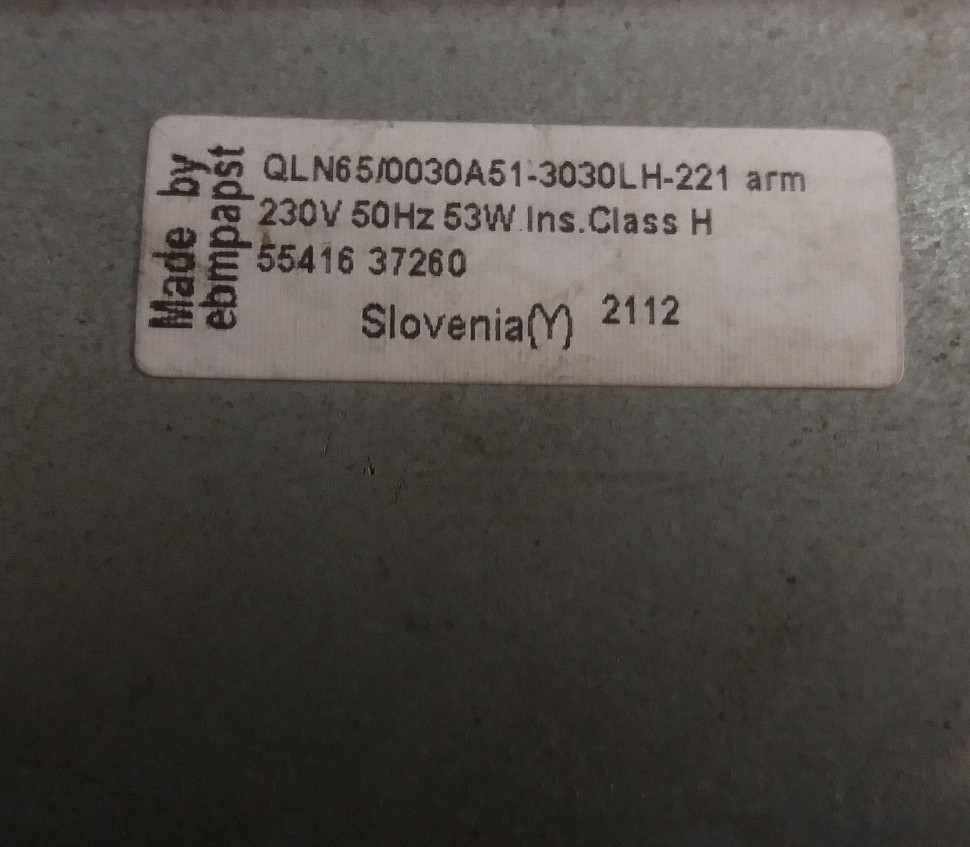 Made by
ebmpapst
QLN65/0030A51-3030LH-221 arm
230V 50Hz 53W.Ins.Class H
55416 37260
Slovenia(Y) 2112